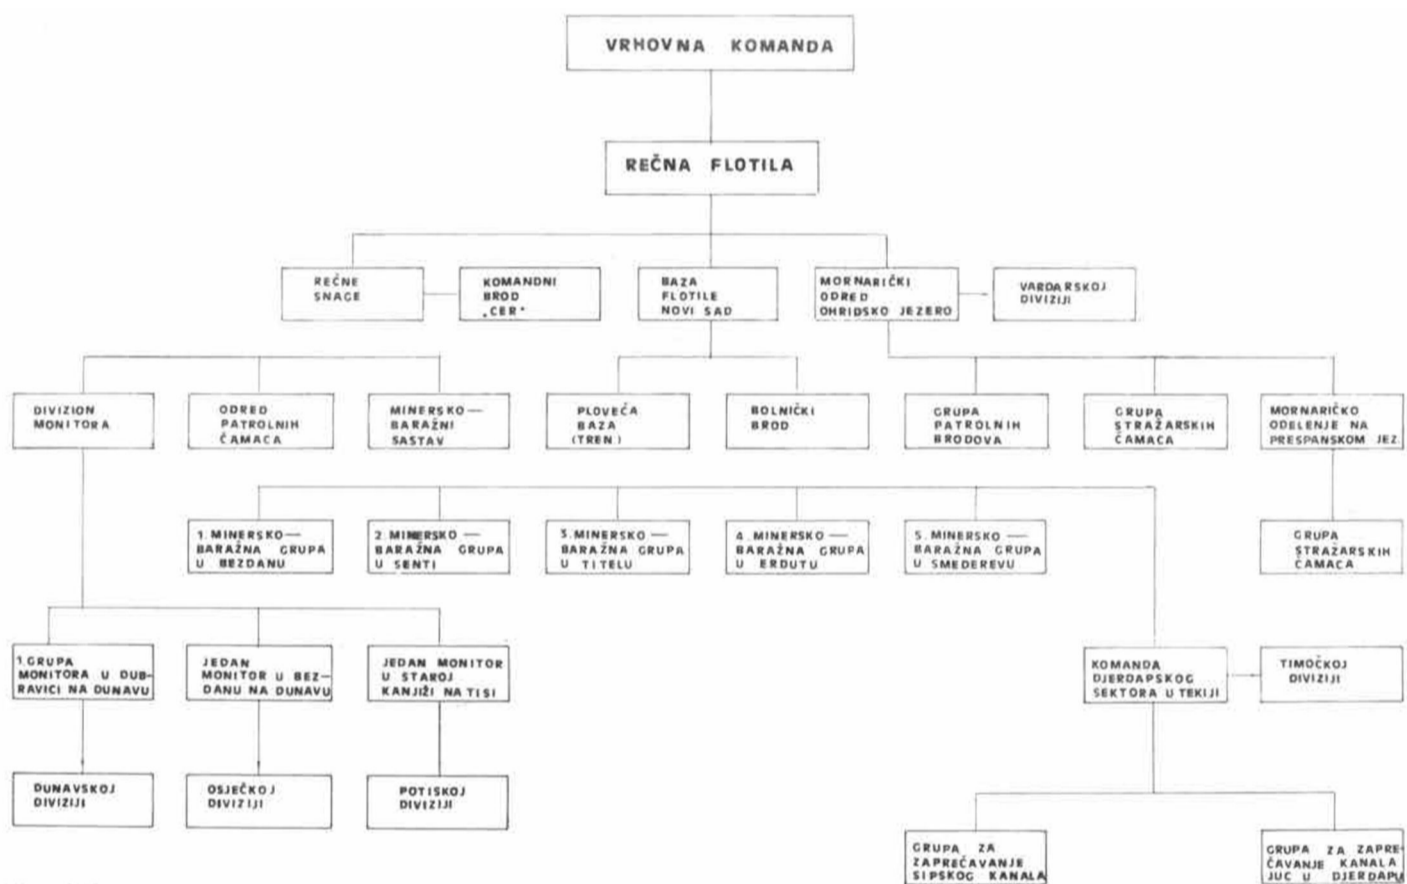 VRHOVNA KOMANDA
REČNA FLOTILA
REČNE
SNAGE
KOMANDNI
BROD
„CER"
BAZA
FLOTILE
NOVI SAD
MORNARIČKI
ODRED
OHRIDSKO JEZERO
VARDARSKOJ
DIVIZIJI
DIVIZION
MONITORA
ODRED
PATROLNIH
ČAMACA
MINERSKO—
BARAŽNI
SASTAV
PLOVEĆA
BAZA
(TREN)
BOLNIČKI
BROD
GRUPA
PATROLNIH
BRODOVA
GRUPA
STRAŽARSKIH
ČAMACA
MORNARIČKO
ODELENJE NA
PRESPANSKOM JEZ.
1. MINERSKO—
BARAŽNA GRUPA
U BEZDANU
2. MINERSKO—
BARAŽNA GRUPA
U SENTI
3. MINERSKO—
BARAŽNA GRUPA
U TITELU
4. MINERSKO—
BARAŽNA GRUPA
U ERDUTU
5. MINERSKO—
BARAŽNA GRUPA
U SMEDEREVU
GRUPA
STRAŽARSKIH
ČAMACA
1. GRUPA
MONITORA U DUB-
RAVICI NA DUNAVU
JEDAN
MONITOR U BEZ-
DANU NA DUNAVU
JEDAN MONITOR
U STAROJ
KANJIŽI NA TISI
KOMANDA
DJERDAPSKOG
SEKTORA U TEKIJI
TIMOČKOJ
DIVIZIJI
DUNAVSKOJ
DIVIZIJI
OSJEČKOJ
DIVIZIJI
POTISKOJ
DIVIZIJI
GRUPA ZA
ZAPREČAVANJE
SIPSKOG KANALA
GRUPA ZA ZAPRE-
ČAVANJE KANALA
JUC U DJERDAPU